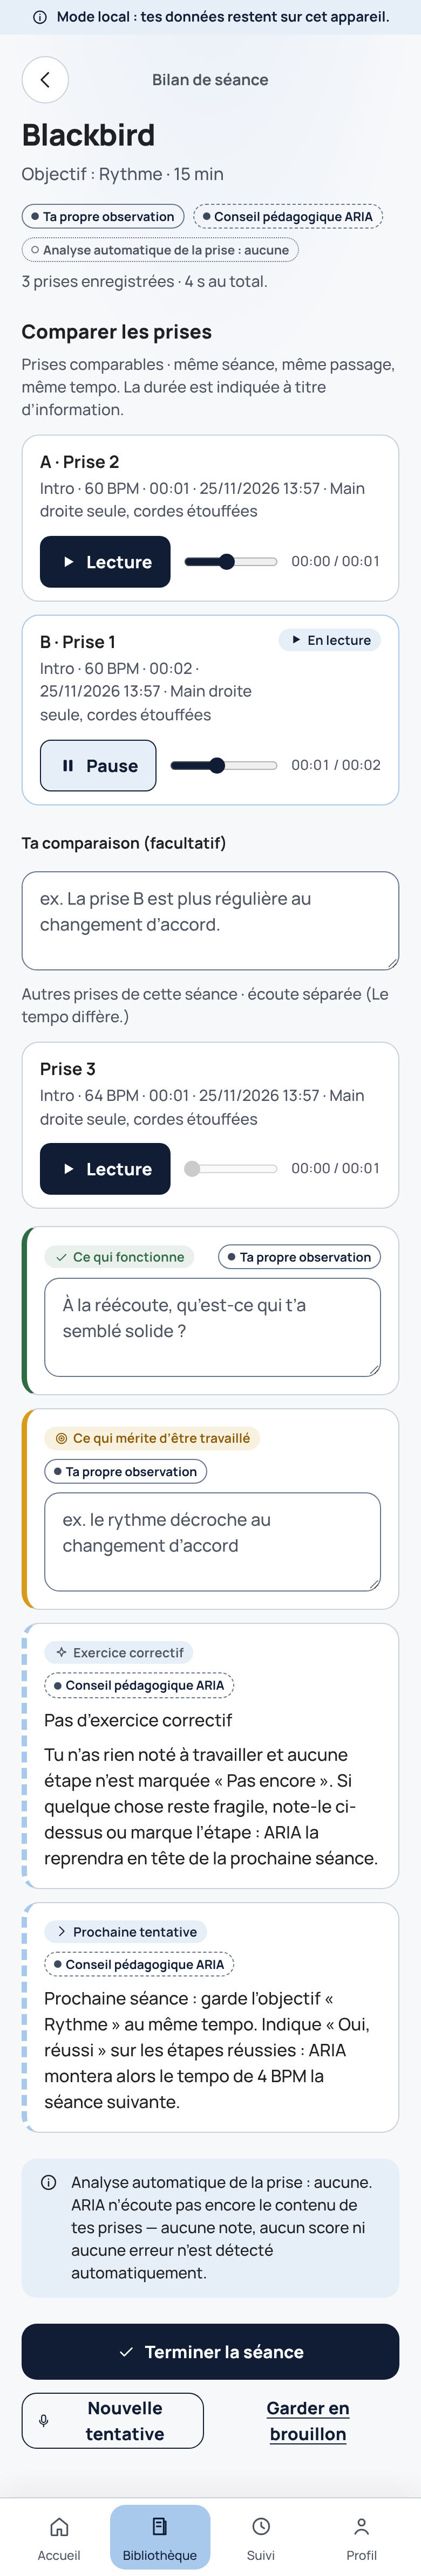 Mode local : tes données restent sur cet appareil.
Bilan de séance
Blackbird
Objectif : Rythme · 15 min
Ta propre observation
Conseil pédagogique ARIA
Analyse automatique de la prise : aucune
3 prises enregistrées · 4 s au total.
Comparer les prises
Prises comparables · même séance, même passage,
même tempo. La durée est indiquée à titre
d’information.
A · Prise 2
Intro · 60 BPM · 00:01 · 25/11/2026 13:57 · Main
droite seule, cordes étouffées
Lecture
00:00 / 00:01
B · Prise 1
En lecture
Intro · 60 BPM · 00:02 ·
25/11/2026 13:57 · Main droite
seule, cordes étouffées
Pause
00:01 / 00:02
Ta comparaison (facultatif)
ex. La prise B est plus régulière au
changement d’accord.
Autres prises de cette séance · écoute séparée (Le
tempo diffère.)
Prise 3
Intro · 64 BPM · 00:01 · 25/11/2026 13:57 · Main
droite seule, cordes étouffées
Lecture
00:00 / 00:01
Ce qui fonctionne
Ta propre observation
À la réécoute, qu’est-ce qui t’a
semblé solide ?
Ce qui mérite d’être travaillé
Ta propre observation
ex. le rythme décroche au
changement d’accord
Exercice correctif
Conseil pédagogique ARIA
Pas d’exercice correctif
Tu n’as rien noté à travailler et aucune
étape n’est marquée « Pas encore ». Si
quelque chose reste fragile, note-le ci-
dessus ou marque l’étape : ARIA la
reprendra en tête de la prochaine séance.
Prochaine tentative
Conseil pédagogique ARIA
Prochaine séance : garde l’objectif «
Rythme » au même tempo. Indique « Oui,
réussi » sur les étapes réussies : ARIA
montera alors le tempo de 4 BPM la
séance suivante.
Analyse automatique de la prise : aucune.
ARIA n’écoute pas encore le contenu de
tes prises — aucune note, aucun score ni
aucune erreur n’est détecté
automatiquement.
Terminer la séance
Nouvelle
tentative
Garder en
brouillon
Accueil
Bibliothèque
Suivi
Profil